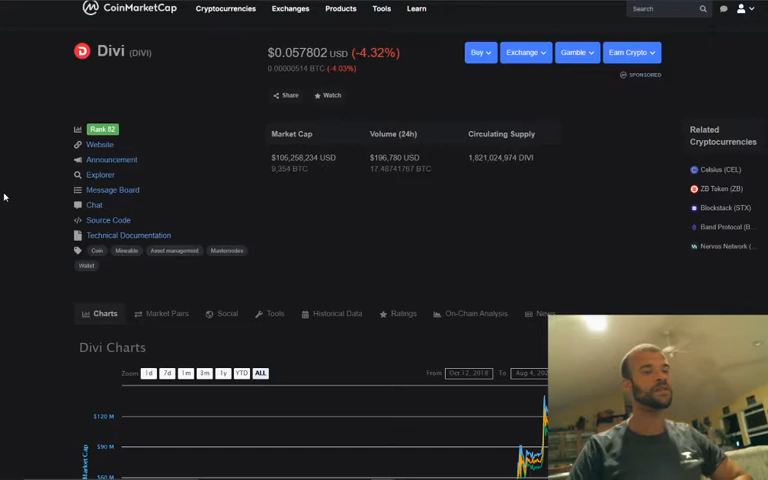 CoinMarketCap Cryptocurrencies Exchanges Products Tools Learn Search
Divi (DIVI) $0.057802 USD (-4.32%) Buy Exchange Gamble Earn Crypto
0.00000514 BTC (-4.03%)
SPONSORED
Share Watch
Rank 82
Website
Announcement
Explorer
Message Board
Chat
Source Code
Technical Documentation
Coin Mineable Asset management Masternodes
Wallet
Market Cap Volume (24h) Circulating Supply
$105,258,234 USD $196,780 USD 1,821,024,974 DIVI
9,354 BTC 17.48741767 BTC
Related
Cryptocurrencies
Celsius (CEL)
ZB Token (ZB)
Blockstack (STX)
Band Protocol (B...
Nervos Network (...
Charts Market Pairs Social Tools Historical Data Ratings On-Chain Analysis News
Divi Charts
Zoom 1d 7d 1m 3m 1y YTD ALL From Oct 12, 2018 To Aug 4,
$120 M
$90 M
$60 M
Market Cap